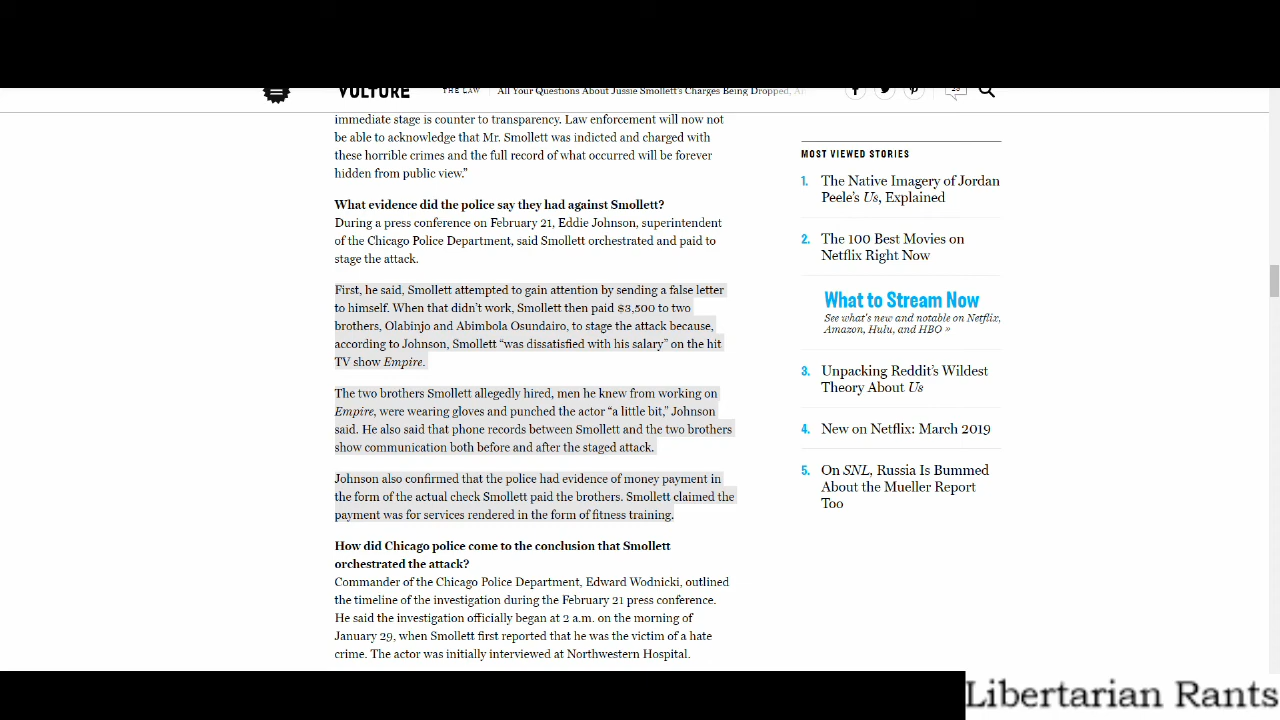 VULTURE
THE LAW
All Your Questions About Jussie Smollett's Charges Being Dropped,
immediate stage is counter to transparency. Law enforcement will now not
be able to acknowledge that Mr. Smollett was indicted and charged with
these horrible crimes and the full record of what occurred will be forever
hidden from public view.”
What evidence did the police say they had against Smollett?
During a press conference on February 21, Eddie Johnson, superintendent
of the Chicago Police Department, said Smollett orchestrated and paid to
stage the attack.
First, he said, Smollett attempted to gain attention by sending a false letter
to himself. When that didn’t work, Smollett then paid $3,500 to two
brothers, Olabinjo and Abimbola Osundairo, to stage the attack because,
according to Johnson, Smollett “was dissatisfied with his salary” on the hit
TV show Empire.
The two brothers Smollett allegedly hired, men he knew from working on
Empire, were wearing gloves and punched the actor “a little bit,” Johnson
said. He also said that phone records between Smollett and the two brothers
show communication both before and after the staged attack.
Johnson also confirmed that the police had evidence of money payment in
the form of the actual check Smollett paid the brothers. Smollett claimed the
payment was for services rendered in the form of fitness training.
How did Chicago police come to the conclusion that Smollett
orchestrated the attack?
Commander of the Chicago Police Department, Edward Wodnicki, outlined
the timeline of the investigation during the February 21 press conference.
He said the investigation officially began at 2 a.m. on the morning of
January 29, when Smollett first reported that he was the victim of a hate
crime. The actor was initially interviewed at Northwestern Hospital.
MOST VIEWED STORIES
1. The Native Imagery of Jordan
Peele’s Us, Explained
2. The 100 Best Movies on
Netflix Right Now
What to Stream Now
See what's new and notable on Netflix,
Amazon, Hulu, and HBO »
3. Unpacking Reddit’s Wildest
Theory About Us
4. New on Netflix: March 2019
5. On SNL, Russia Is Bummed
About the Mueller Report
Too
Libertarian Rants